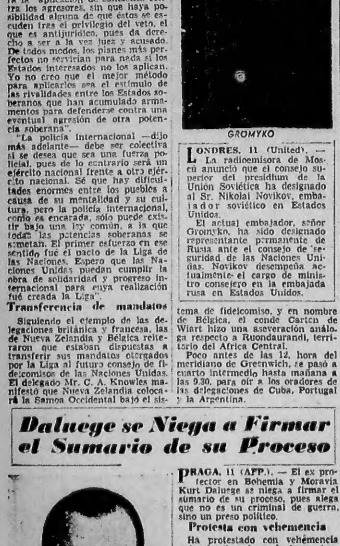 ra los agresores, sin que haya po-
sibilidad alguna de que éstos se es-
cuden tras el privilegio del veto, el
que es antijurídico, pues da dere-
cho a ser a la vez juez y acusado.
De todos modos, los planes más per-
fectos no servirían para nada si los
Estados interesados no los aplican.
Yo no creo que el mejor método
para aplicarlos sea el estímulo de
las rivalidades entre los Estados so-
beranos que han acumulado arma-
mentos para defenderse contra una
eventual agresión de otra poten-
cia soberana".
"La policía Internacional —dijo
más adelante— debe ser colectiva
si se desea que sea una fuerza po-
licial, pues de lo contrario será un
ejército nacional frente a otro ejér-
cito nacional. Sé que hay dificul-
tades enormes entre los pueblos a
causa de su mentalidad y su cul-
tura, pero la policía internacional,
como es encarada, sólo puede exis-
tir bajo una ley común, a la que
todas las potencias soberanas se
sometan. El primer esfuerzo en ese
sentido fué el pacto de la Liga de
las Naciones. Espero que las Na-
ciones Unidas puedan cumplir la
obra de solidaridad y progreso in-
ternacional para cuya realización
fué creada la Liga".
Transferencia de mandatos
Siguiendo el ejemplo de las de-
legaciones británica y francesa, las
de Nueva Zelandia y Bélgica reite-
raron que estaban dispuestas a
transferir sus mandatos otorgados
por la Liga al futuro consejo de fi-
deicomisos de las Naciones Unidas.
El delegado Mr. C. A. Knowles ma-
nifestó que Nueva Zelandia coloca-
rá la Samoa Occidental bajo el sis-
GROMYKO
LONDRES, 11 (United). —
La radioemisora de Mos-
cú anunció que el consejo su-
perior del presidium de la
Unión Soviética ha designado
al Sr. Nikolai Novikov, emba-
jador soviético en Estados
Unidos.
El actual embajador, señor
Gromyko, ha sido designado
representante permanente de
Rusia ante el consejo de se-
guridad de las Naciones Uni-
das. Novikov desempeña ac-
tualmente el cargo de minis-
tro consejero en la embajada
rusa en Estados Unidos.
tema de fideicomiso, y en nombre
de Bélgica, el conde Carton de
Wiart hizo una aseveración análo-
ga respecto a Ruondaurandi, terri-
torio del Africa Central.
Poco antes de las 12, hora del
meridiano de Grenwich, se pasó a
cuarto intermedio hasta mañana a
las 9.30, para oir a los oradores de
las delegaciones de Cuba, Portugal
y la Argentina.
Daluege se Niega a Firmar
el Sumario de su Proceso
PRAGA, 11 (AFP.). — El ex pro-
tector en Bohemia y Moravia
Kurt Daluege se niega a firmar el
sumario de su proceso, pues alega
que no es un criminal de guerra,
sino un preso político.
Protesta con vehemencia
Ha protestado con vehemencia